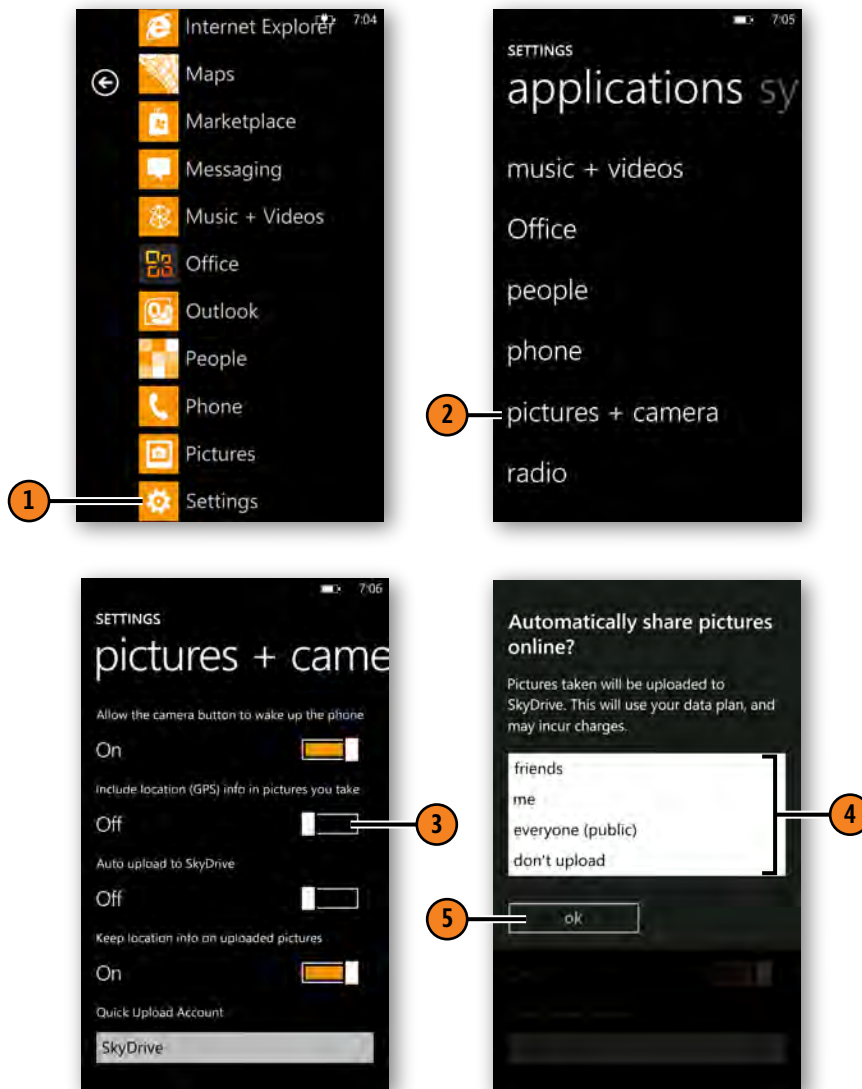 7:04
Internet Explorer
Maps
Marketplace
Messaging
Music + Videos
Office
Outlook
People
Phone
Pictures
1
Settings
7:05
SETTINGS
applications sy
music + videos
Office
people
phone
2
pictures + camera
radio
7:06
SETTINGS
pictures + came
Allow the camera button to wake up the phone
On
Include location (GPS) info in pictures you take
Off
3
Auto upload to SkyDrive
Off
Keep location info on uploaded pictures
On
Quick Upload Account
SkyDrive
Automatically share pictures
online?
Pictures taken will be uploaded to
SkyDrive. This will use your data plan, and
may incur charges.
friends
me
everyone (public)
don't upload
4
5
ok